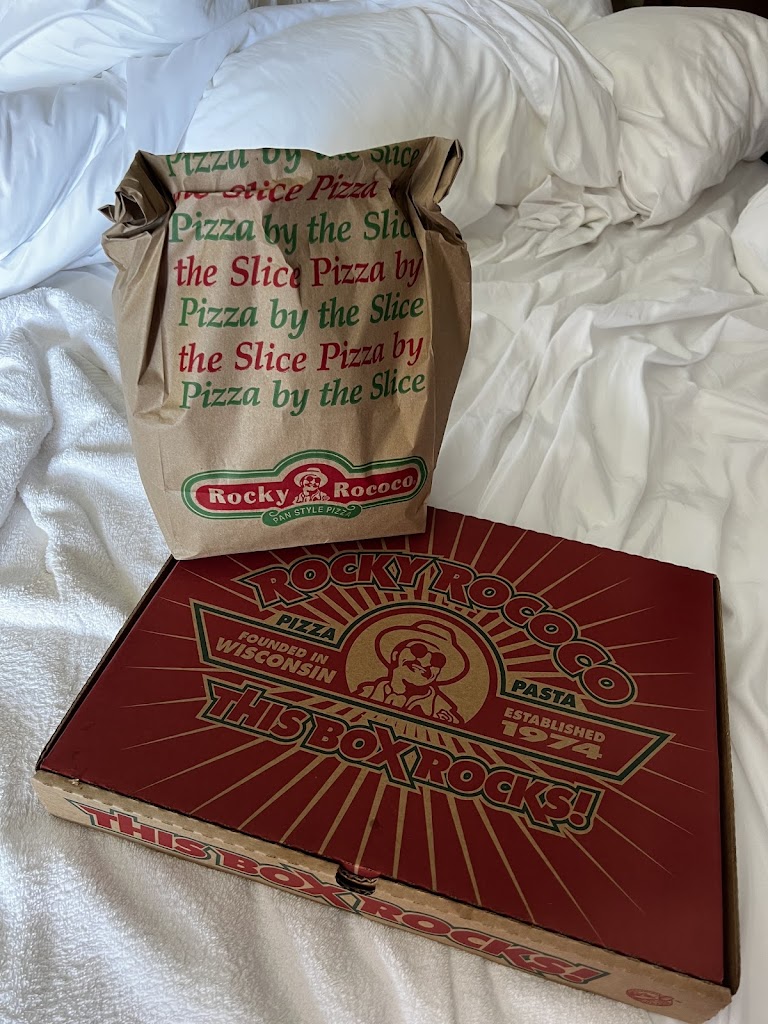 Pizza by the Slice
the Slice Pizza
Pizza by the Slice
the Slice Pizza by
Pizza by the Slice
the Slice Pizza by
Pizza by the Slice
Rocky Rococo
PAN STYLE PIZZA
ROCKY ROCOCO
PIZZA
FOUNDED IN
WISCONSIN
PASTA
ESTABLISHED
1974
THIS BOX ROCKS!
THIS BOX ROCKS!